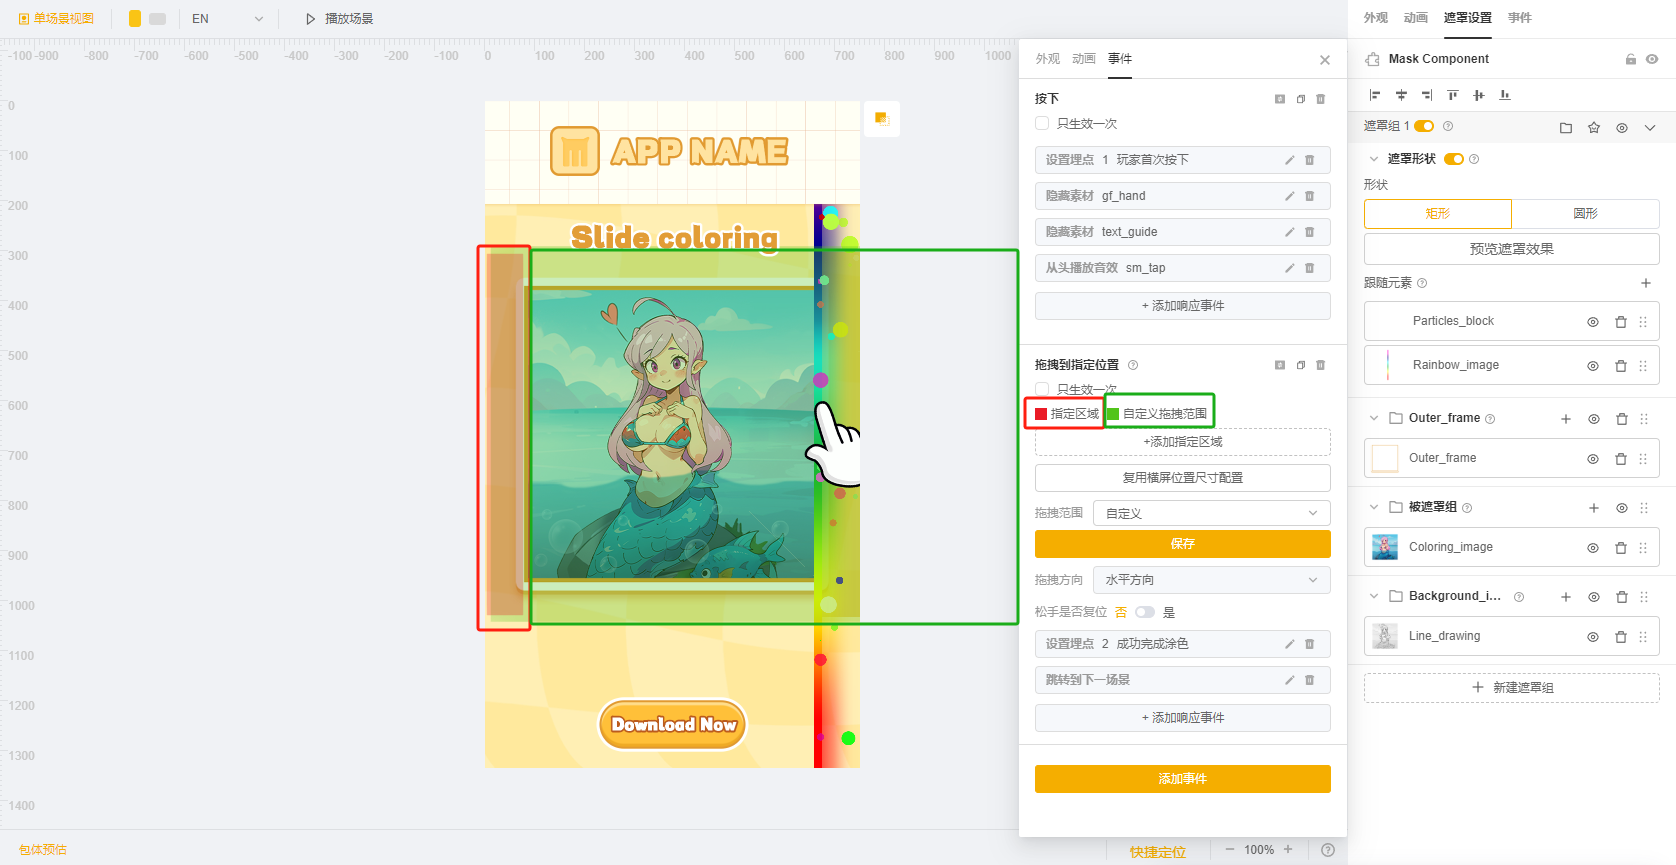 单场景视图
EN
播放场景
-100 -900 -800 -700 -600 -500 -400 -300 -200 -100 0 100 200 300 400 500 600 700 800 900 1000
0
100
200
300
400
500
600
700
800
900
1000
1100
1200
1300
1400
APP NAME
Slide coloring
Download Now
外观 动画 事件
按下
只生效一次
设置埋点 1 玩家首次按下
隐藏素材 gf_hand
隐藏素材 text_guide
从头播放音效 sm_tap
+ 添加响应事件
拖拽到指定位置
只生效一次
指定区域 自定义拖拽范围
+添加指定区域
复用横屏位置尺寸配置
拖拽范围 自定义
保存
拖拽方向 水平方向
松手是否复位 否 是
设置埋点 2 成功完成涂色
跳转到下一场景
+ 添加响应事件
添加事件
外观 动画 遮罩设置 事件
Mask Component
遮罩组 1
遮罩形状
形状
矩形 圆形
预览遮罩效果
跟随元素
Particles_block
Rainbow_image
Outer_frame
Outer_frame
被遮罩组
Coloring_image
Background_i...
Line_drawing
新建遮罩组
包体预估
快捷定位
100%